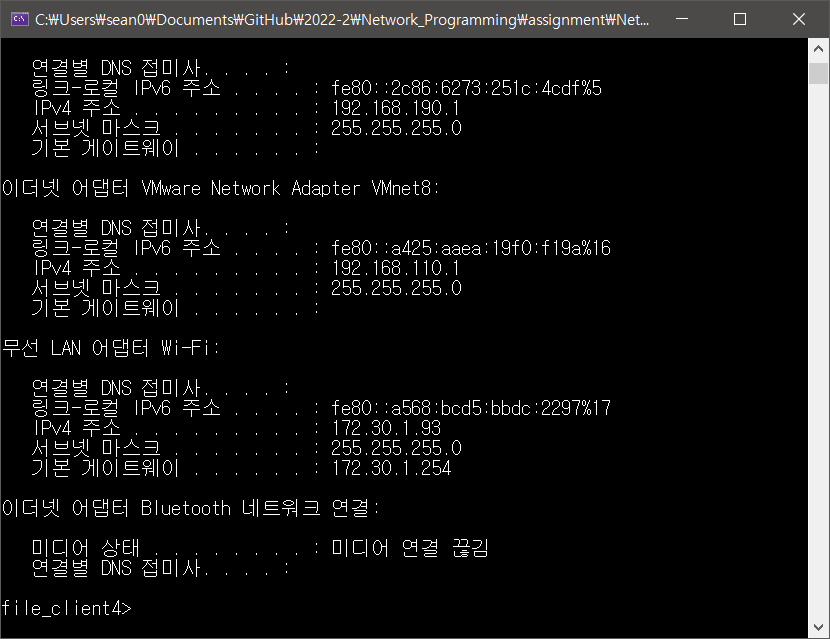 C:₩Users₩sean0₩Documents₩GitHub₩2022-2₩Network_Programming₩assignment₩Net...
연결별 DNS 접미사. . . . :
링크-로컬 IPv6 주소 . . . . : fe80::2c86:6273:251c:4cdf%5
IPv4 주소 . . . . . . . . . : 192.168.190.1
서브넷 마스크 . . . . . . . : 255.255.255.0
기본 게이트웨이 . . . . . . :
이더넷 어댑터 VMware Network Adapter VMnet8:
연결별 DNS 접미사. . . . :
링크-로컬 IPv6 주소 . . . . : fe80::a425:aaea:19f0:f19a%16
IPv4 주소 . . . . . . . . . : 192.168.110.1
서브넷 마스크 . . . . . . . : 255.255.255.0
기본 게이트웨이 . . . . . . :
무선 LAN 어댑터 Wi-Fi:
연결별 DNS 접미사. . . . :
링크-로컬 IPv6 주소 . . . . : fe80::a568:bcd5:bbdc:2297%17
IPv4 주소 . . . . . . . . . : 172.30.1.93
서브넷 마스크 . . . . . . . : 255.255.255.0
기본 게이트웨이 . . . . . . : 172.30.1.254
이더넷 어댑터 Bluetooth 네트워크 연결:
미디어 상태 . . . . . . . . : 미디어 연결 끊김
연결별 DNS 접미사. . . . :
file_client4>